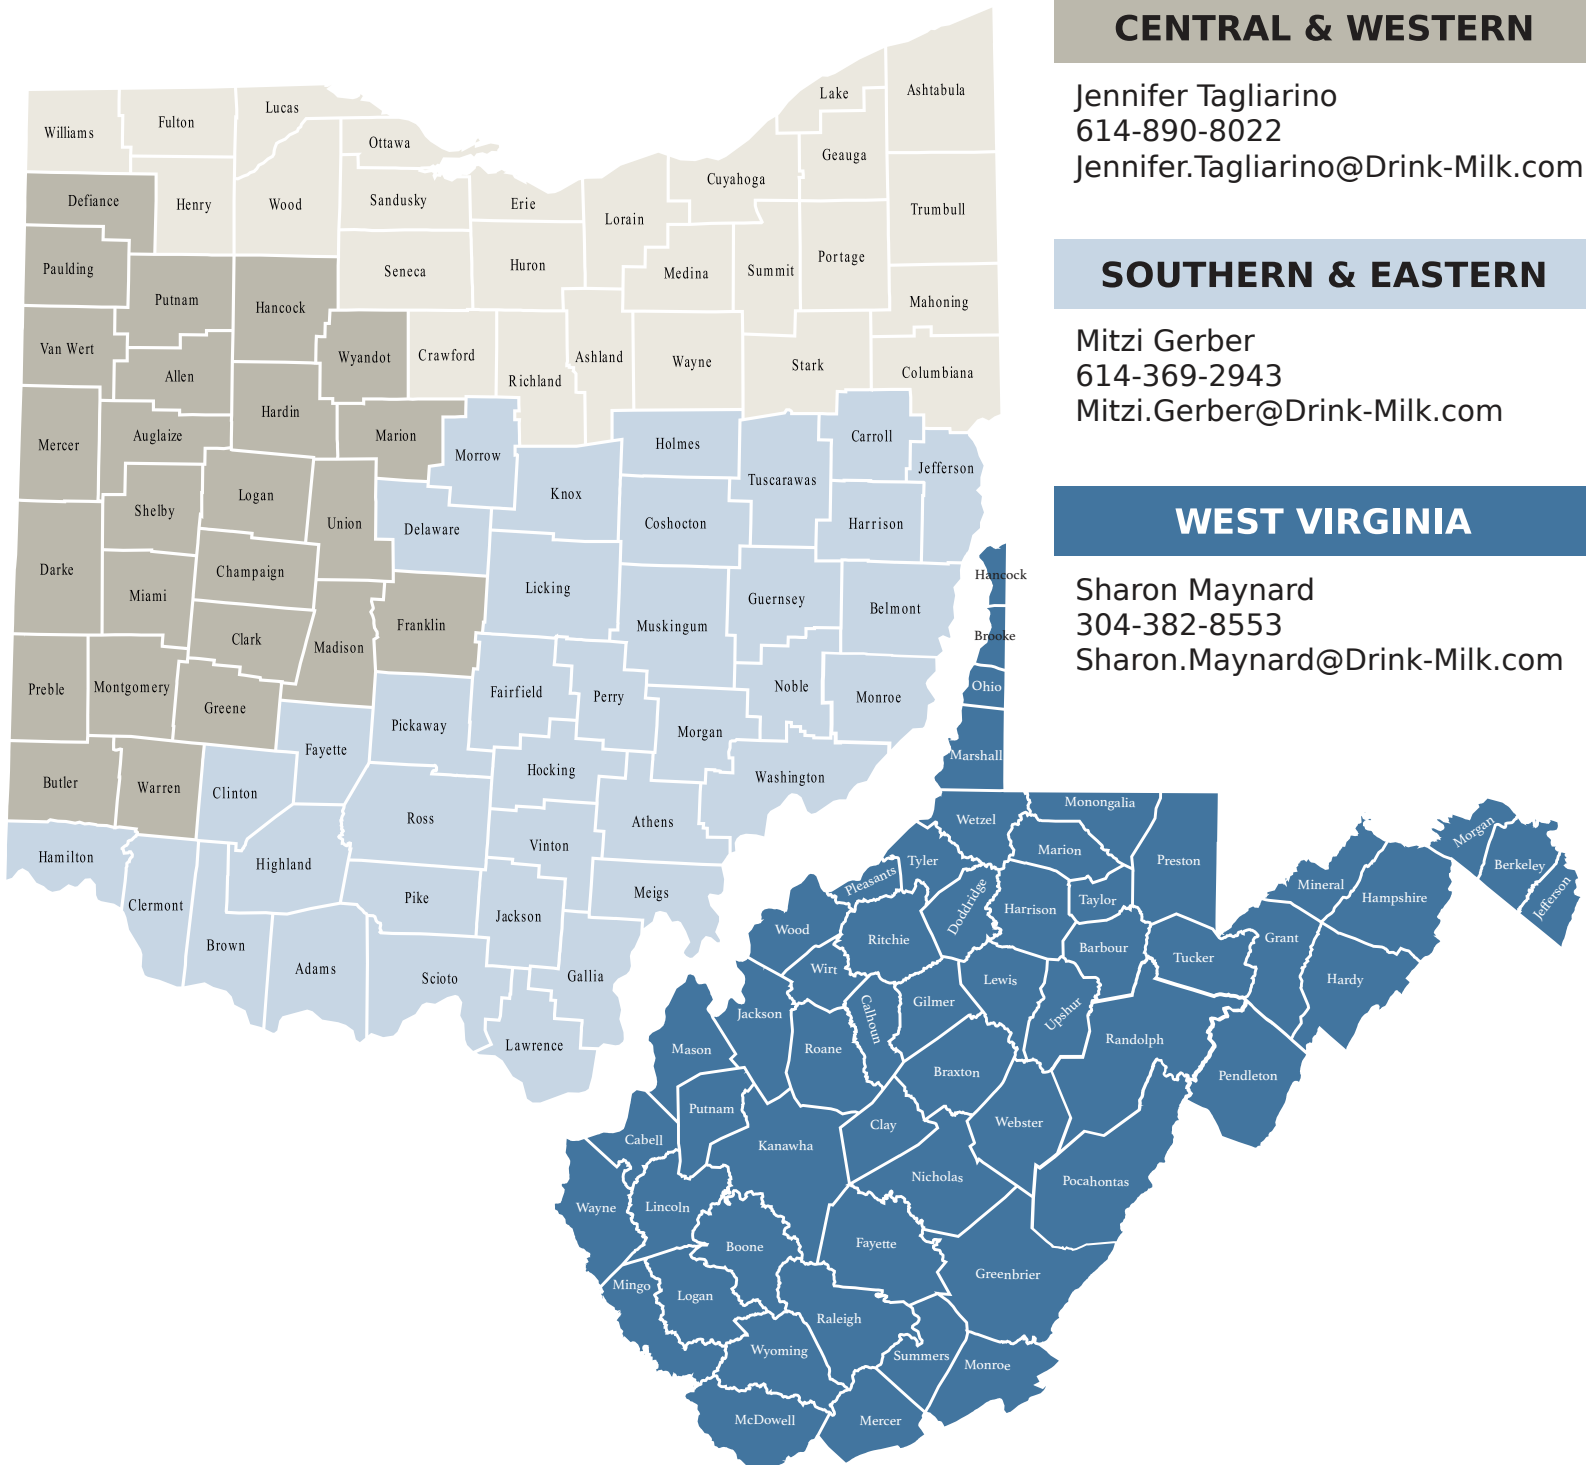 CENTRAL & WESTERN
Jennifer Tagliarino
614-890-8022
Jennifer.Tagliarino@Drink-Milk.com
SOUTHERN & EASTERN
Mitzi Gerber
614-369-2943
Mitzi.Gerber@Drink-Milk.com
WEST VIRGINIA
Sharon Maynard
304-382-8553
Sharon.Maynard@Drink-Milk.com
Williams
Fulton
Lucas
Ottawa
Lake
Ashtabula
Geauga
Cuyahoga
Defiance
Henry
Wood
Sandusky
Erie
Lorain
Trumbull
Paulding
Putnam
Hancock
Seneca
Huron
Medina
Summit
Portage
Mahoning
Van Wert
Allen
Wyandot
Crawford
Richland
Ashland
Wayne
Stark
Columbiana
Mercer
Auglaize
Hardin
Marion
Morrow
Holmes
Carroll
Jefferson
Shelby
Logan
Union
Delaware
Knox
Coshocton
Tuscarawas
Harrison
Darke
Miami
Champaign
Licking
Muskingum
Guernsey
Belmont
Clark
Madison
Franklin
Preble
Montgomery
Greene
Fairfield
Perry
Noble
Monroe
Fayette
Pickaway
Morgan
Butler
Warren
Clinton
Hocking
Washington
Ross
Vinton
Athens
Hamilton
Highland
Clermont
Pike
Jackson
Meigs
Brown
Adams
Scioto
Gallia
Lawrence
Hancock
Brooke
Ohio
Marshall
Wetzel
Monongalia
Marion
Preston
Tyler
Pleasants
Doddridge
Harrison
Taylor
Mineral
Hampshire
Morgan
Berkeley
Jefferson
Wood
Ritchie
Barbour
Tucker
Grant
Hardy
Wirt
Gilmer
Lewis
Upshur
Calhoun
Jackson
Roane
Mason
Braxton
Randolph
Pendleton
Putnam
Clay
Webster
Cabell
Kanawha
Nicholas
Pocahontas
Wayne
Lincoln
Boone
Fayette
Greenbrier
Mingo
Logan
Raleigh
Wyoming
Summers
Monroe
McDowell
Mercer